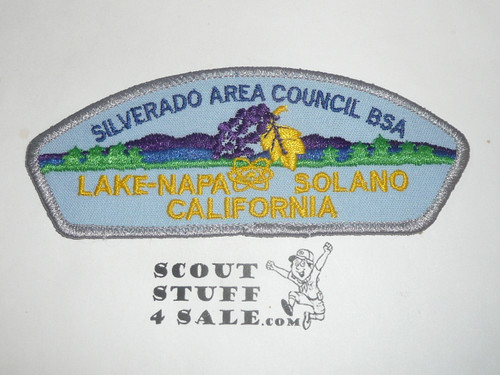 SILVERADO AREA COUNCIL BSA
LAKE-NAPA SOLANO
CALIFORNIA
SCOUT
STUFF
4 SALE.COM